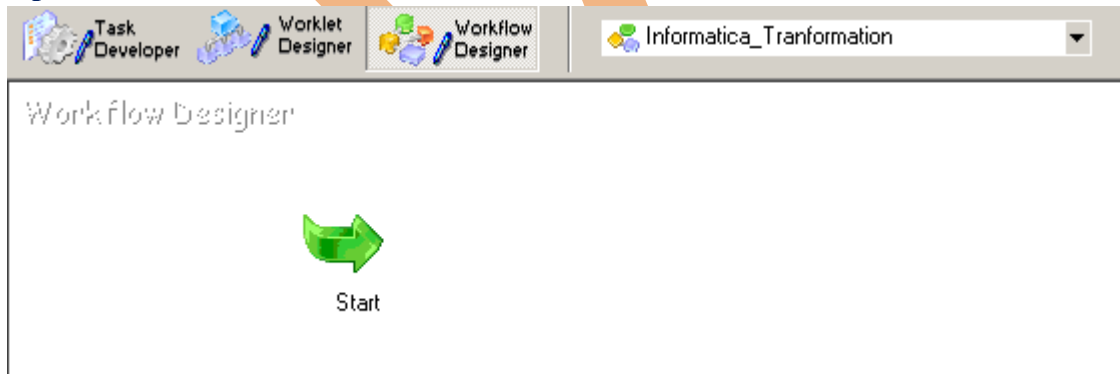 Task
Developer
Worklet
Designer
Workflow
Designer
Informatica_Tranformation
Workflow Designer
Start